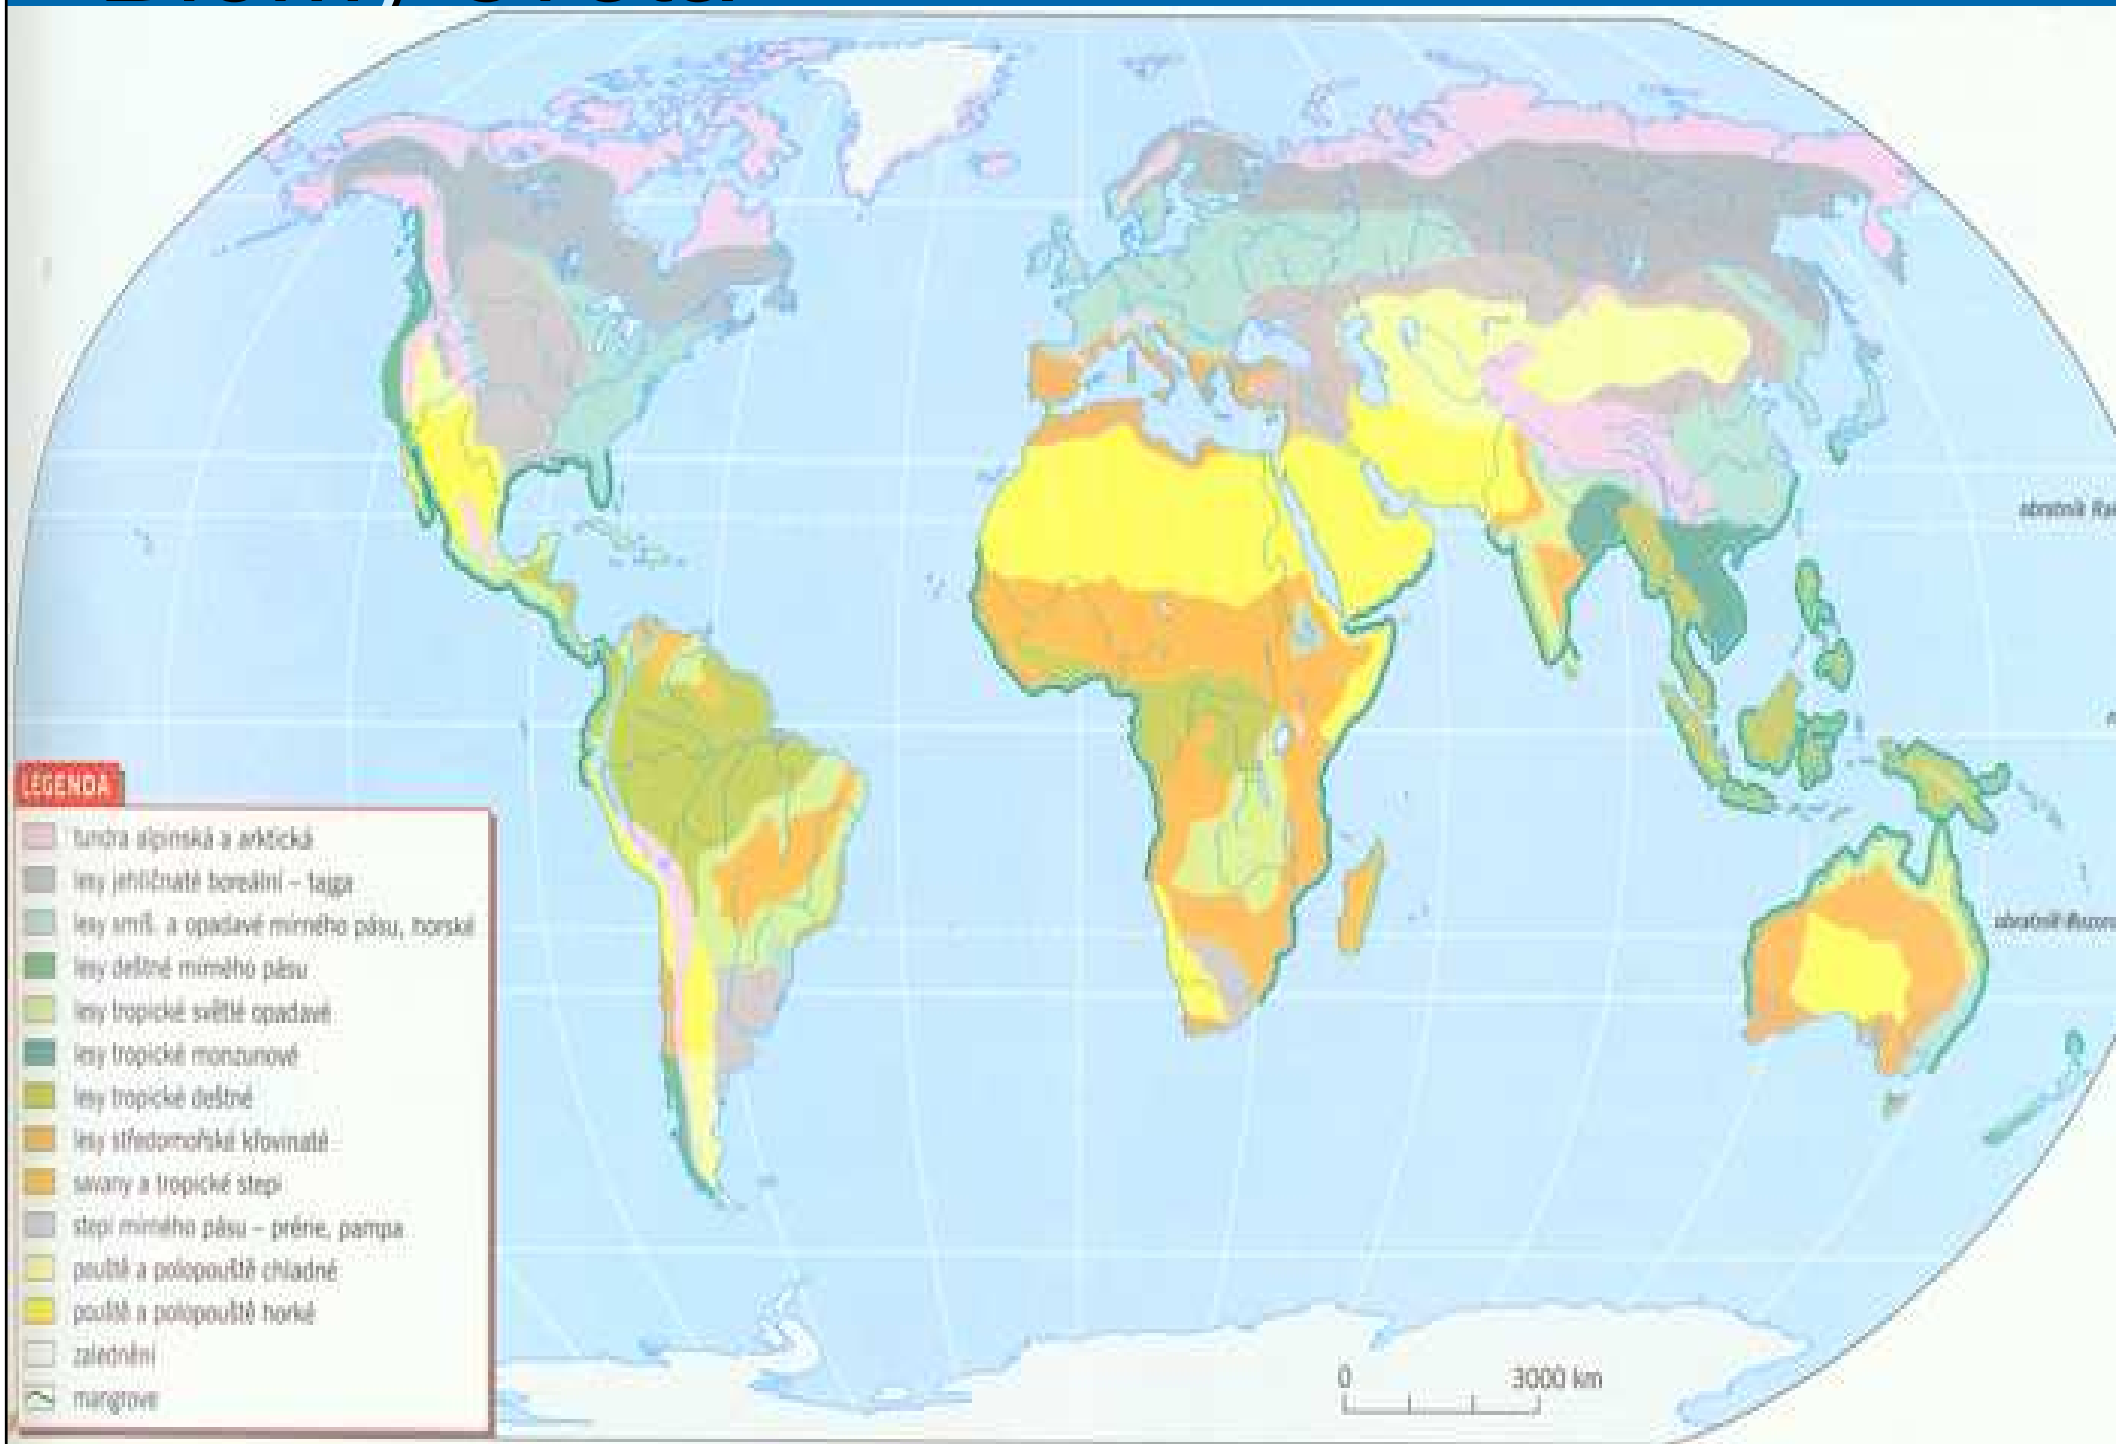 LEGENDA
tundra alpinská a arktická
lesy jehličnaté boreální – tajga
lesy smíš. a opadavé mírného pásu, horské
lesy deštné mírného pásu
lesy tropické světlé opadavé
lesy tropické monzunové
lesy tropické deštné
lesy středomořské křovinaté
savany a tropické stepi
stepi mírného pásu – prérie, pampa
pouště a polopouště chladné
pouště a polopouště horké
zalednění
mangrove
obratník
obratník
0 3000 km